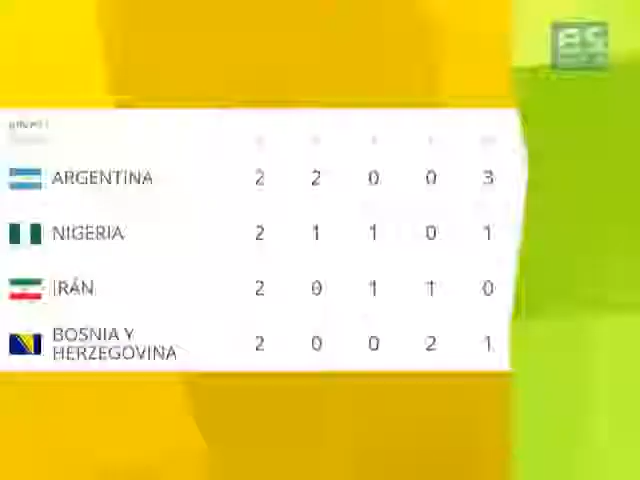 ARGENTINA 2 2 0 0 3
NIGERIA 2 1 1 0 1
IRÁN 2 0 1 1 0
BOSNIA Y
HERZEGOVINA 2 0 0 2 1